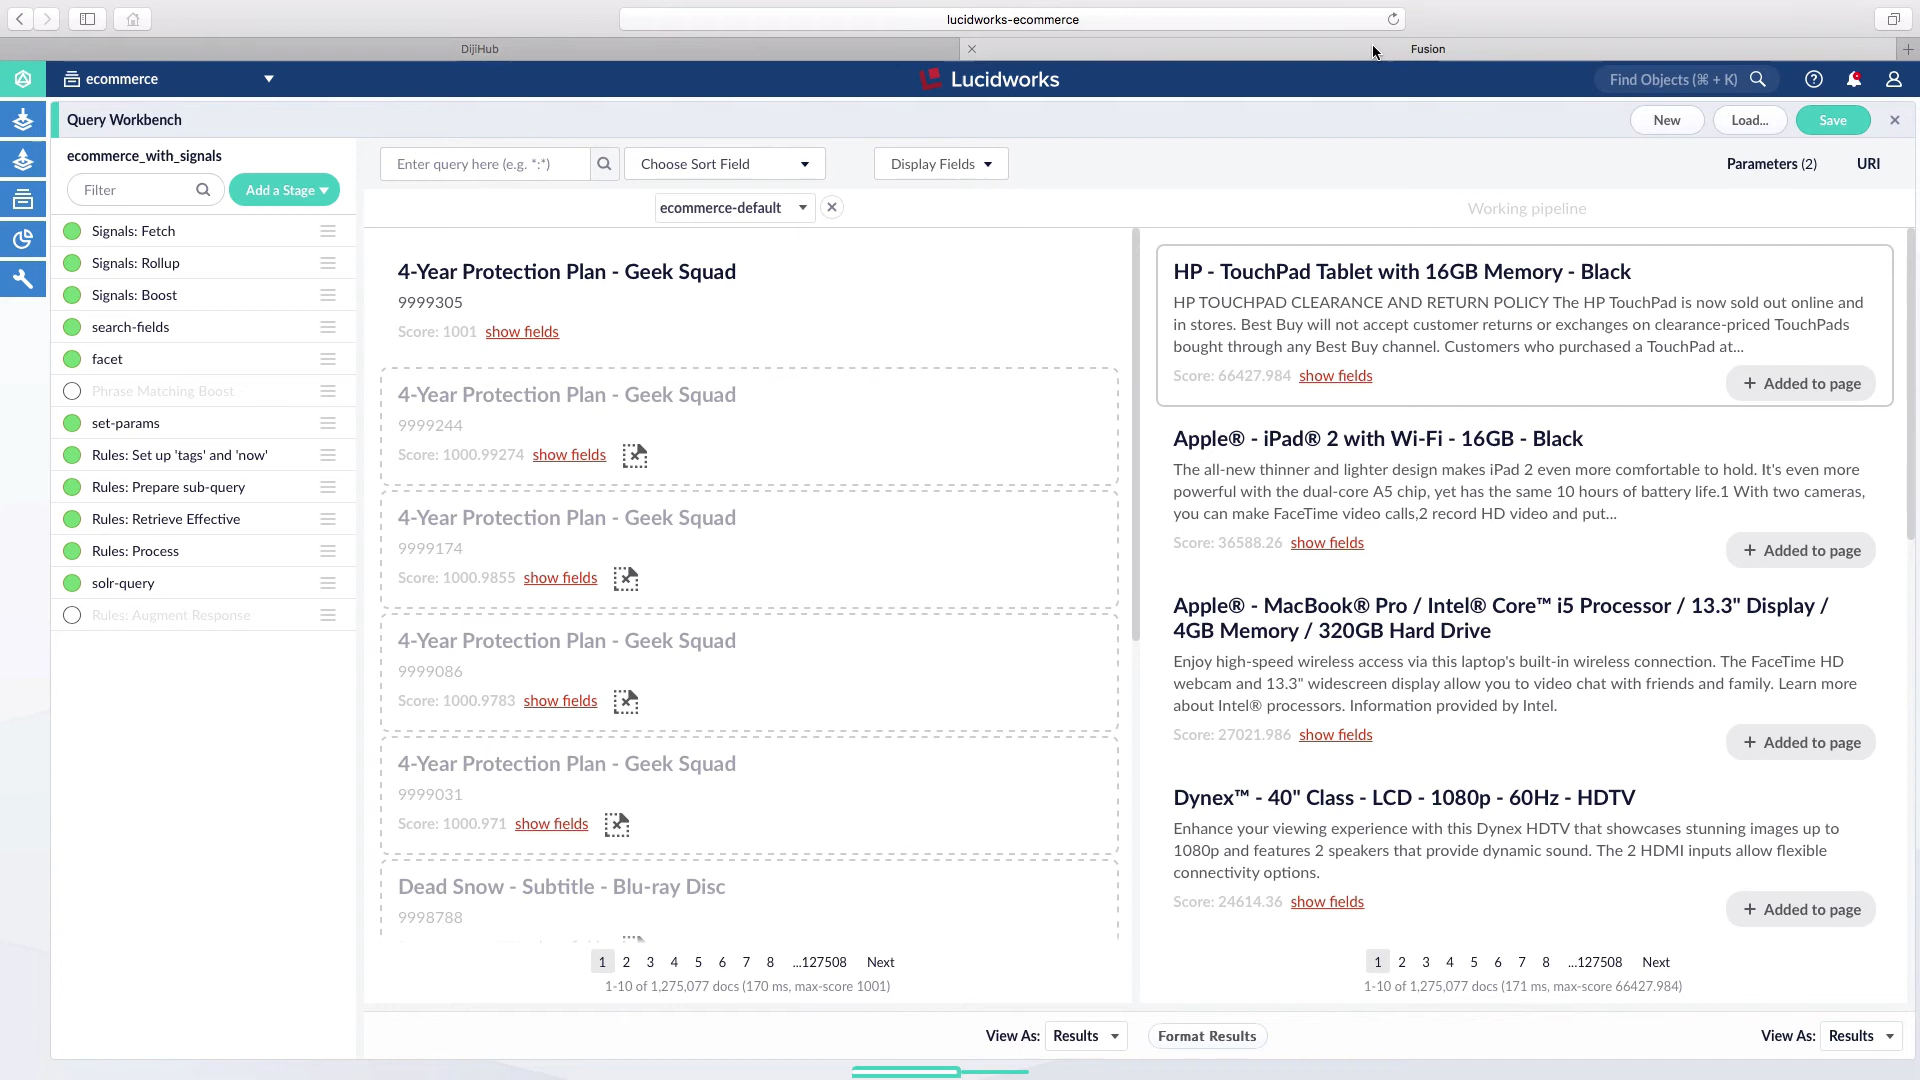 lucidworks-ecommerce
DijiHub
Fusion
ecommerce
Lucidworks
Find Objects (⌘ + K)
Query Workbench
New
Load...
Save
ecommerce_with_signals
Filter
Add a Stage
Signals: Fetch
Signals: Rollup
Signals: Boost
search-fields
facet
Phrase Matching Boost
set-params
Rules: Set up 'tags' and 'now'
Rules: Prepare sub-query
Rules: Retrieve Effective
Rules: Process
solr-query
Rules: Augment Response
Enter query here (e.g. *:*)
Choose Sort Field
Display Fields
Parameters (2)
URI
ecommerce-default
Working pipeline
4-Year Protection Plan - Geek Squad
9999305
Score: 1001 show fields
4-Year Protection Plan - Geek Squad
9999244
Score: 1000.99274 show fields
4-Year Protection Plan - Geek Squad
9999174
Score: 1000.9855 show fields
4-Year Protection Plan - Geek Squad
9999086
Score: 1000.9783 show fields
4-Year Protection Plan - Geek Squad
9999031
Score: 1000.971 show fields
Dead Snow - Subtitle - Blu-ray Disc
9998788
1 2 3 4 5 6 7 8 ...127508 Next
1-10 of 1,275,077 docs (170 ms, max-score 1001)
HP - TouchPad Tablet with 16GB Memory - Black
HP TOUCHPAD CLEARANCE AND RETURN POLICY The HP TouchPad is now sold out online and
in stores. Best Buy will not accept customer returns or exchanges on clearance-priced TouchPads
bought through any Best Buy channel. Customers who purchased a TouchPad at...
Score: 66427.984 show fields
+ Added to page
Apple® - iPad® 2 with Wi-Fi - 16GB - Black
The all-new thinner and lighter design makes iPad 2 even more comfortable to hold. It's even more
powerful with the dual-core A5 chip, yet has the same 10 hours of battery life.1 With two cameras,
you can make FaceTime video calls,2 record HD video and put...
Score: 36588.26 show fields
+ Added to page
Apple® - MacBook® Pro / Intel® Core™ i5 Processor / 13.3" Display /
4GB Memory / 320GB Hard Drive
Enjoy high-speed wireless access via this laptop's built-in wireless connection. The FaceTime HD
webcam and 13.3" widescreen display allow you to video chat with friends and family. Learn more
about Intel® processors. Information provided by Intel.
Score: 27021.986 show fields
+ Added to page
Dynex™ - 40" Class - LCD - 1080p - 60Hz - HDTV
Enhance your viewing experience with this Dynex HDTV that showcases stunning images up to
1080p and features 2 speakers that provide dynamic sound. The 2 HDMI inputs allow flexible
connectivity options.
Score: 24614.36 show fields
+ Added to page
1 2 3 4 5 6 7 8 ...127508 Next
1-10 of 1,275,077 docs (171 ms, max-score 66427.984)
View As: Results
Format Results
View As: Results